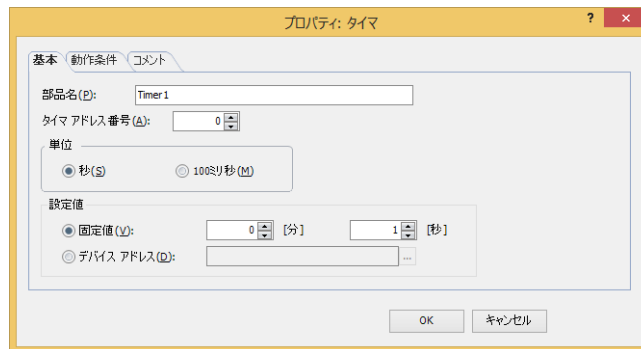 プロパティ: タイマ
? ×
基本 動作条件 コメント
部品名(P): Timer1
タイマ アドレス番号(A): 0
単位
秒(S) 100ミリ秒(M)
設定値
固定値(V): 0 [分] 1 [秒]
デバイス アドレス(D): ...
OK キャンセル